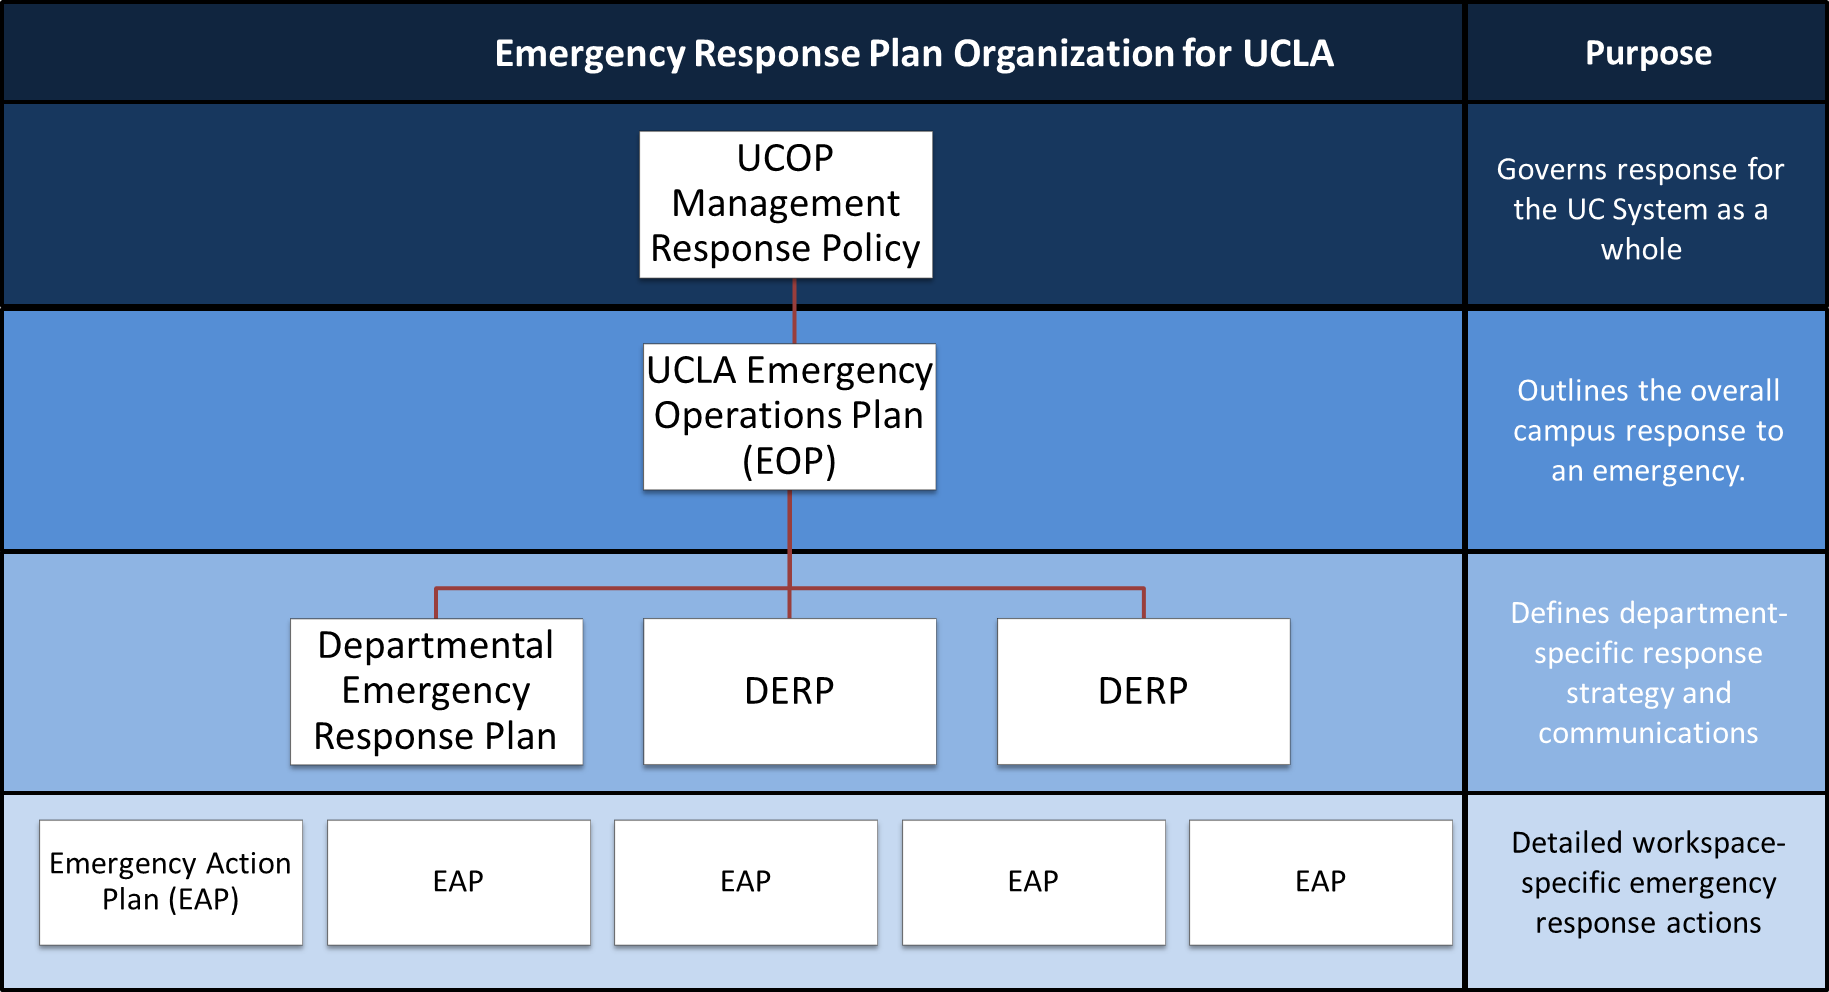 Emergency Response Plan Organization for UCLA
Purpose
UCOP
Management
Response Policy
Governs response for
the UC System as a
whole
UCLA Emergency
Operations Plan
(EOP)
Outlines the overall
campus response to
an emergency.
Departmental
Emergency
Response Plan
DERP
DERP
Defines department-
specific response
strategy and
communications
Emergency Action
Plan (EAP)
EAP
EAP
EAP
EAP
Detailed workspace-
specific emergency
response actions